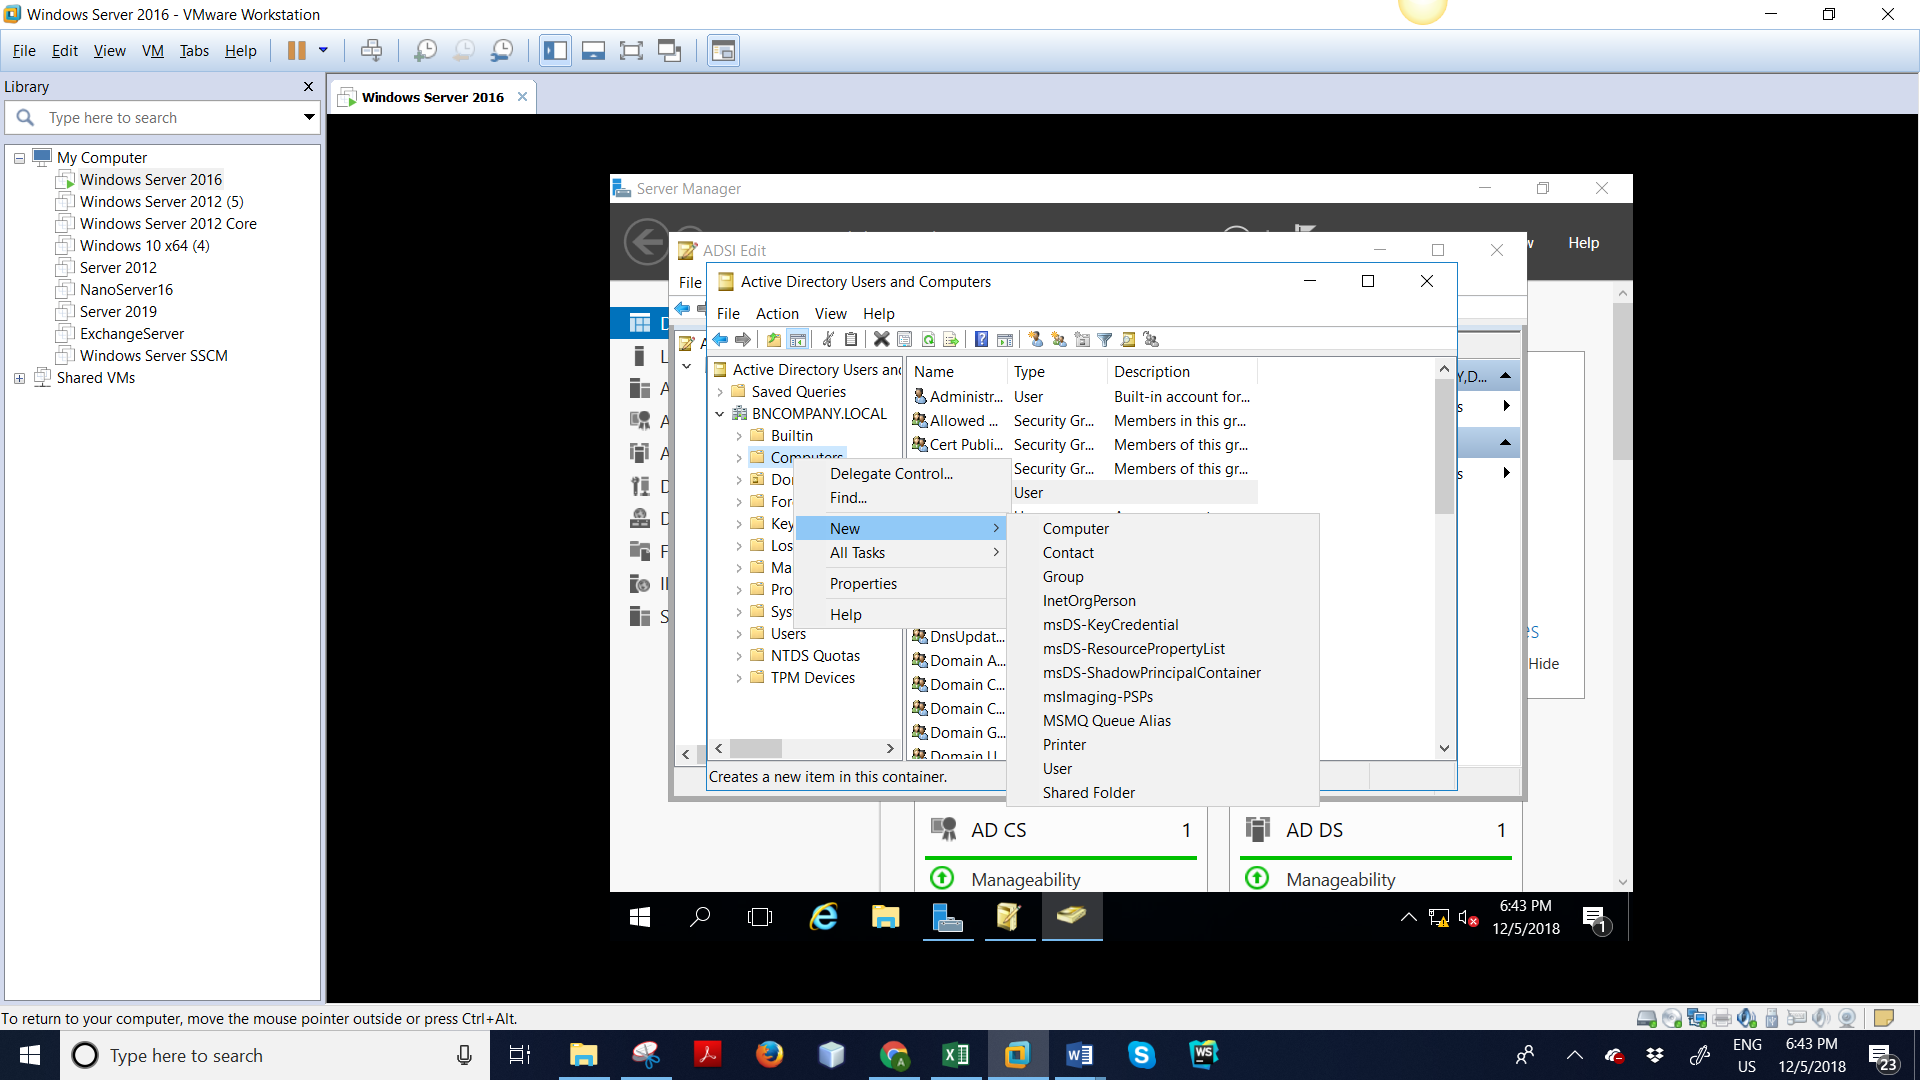 Windows Server 2016 - VMware Workstation
File Edit View VM Tabs Help
Library
Type here to search
My Computer
Windows Server 2016
Windows Server 2012 (5)
Windows Server 2012 Core
Windows 10 x64 (4)
Server 2012
NanoServer16
Server 2019
ExchangeServer
Windows Server SSCM
Shared VMs
Windows Server 2016
Server Manager
Help
ADSI Edit
File
Active Directory Users and Computers
File Action View Help
Active Directory Users and
Saved Queries
BNCOMPANY.LOCAL
Builtin
Computers
Users
NTDS Quotas
TPM Devices
Name Type Description
Administr... User Built-in account for...
Allowed ... Security Gr... Members in this gr...
Cert Publi... Security Gr... Members of this gr...
Security Gr... Members of this gr...
User
DnsUpdat...
Domain A...
Domain C...
Domain C...
Domain G...
Domain U
Delegate Control...
Find...
New
All Tasks
Properties
Help
Computer
Contact
Group
InetOrgPerson
msDS-KeyCredential
msDS-ResourcePropertyList
msDS-ShadowPrincipalContainer
msImaging-PSPs
MSMQ Queue Alias
Printer
User
Shared Folder
Creates a new item in this container.
Hide
AD CS 1
Manageability
AD DS 1
Manageability
6:43 PM
12/5/2018
1
To return to your computer, move the mouse pointer outside or press Ctrl+Alt.
Type here to search
ENG
US
6:43 PM
12/5/2018
23